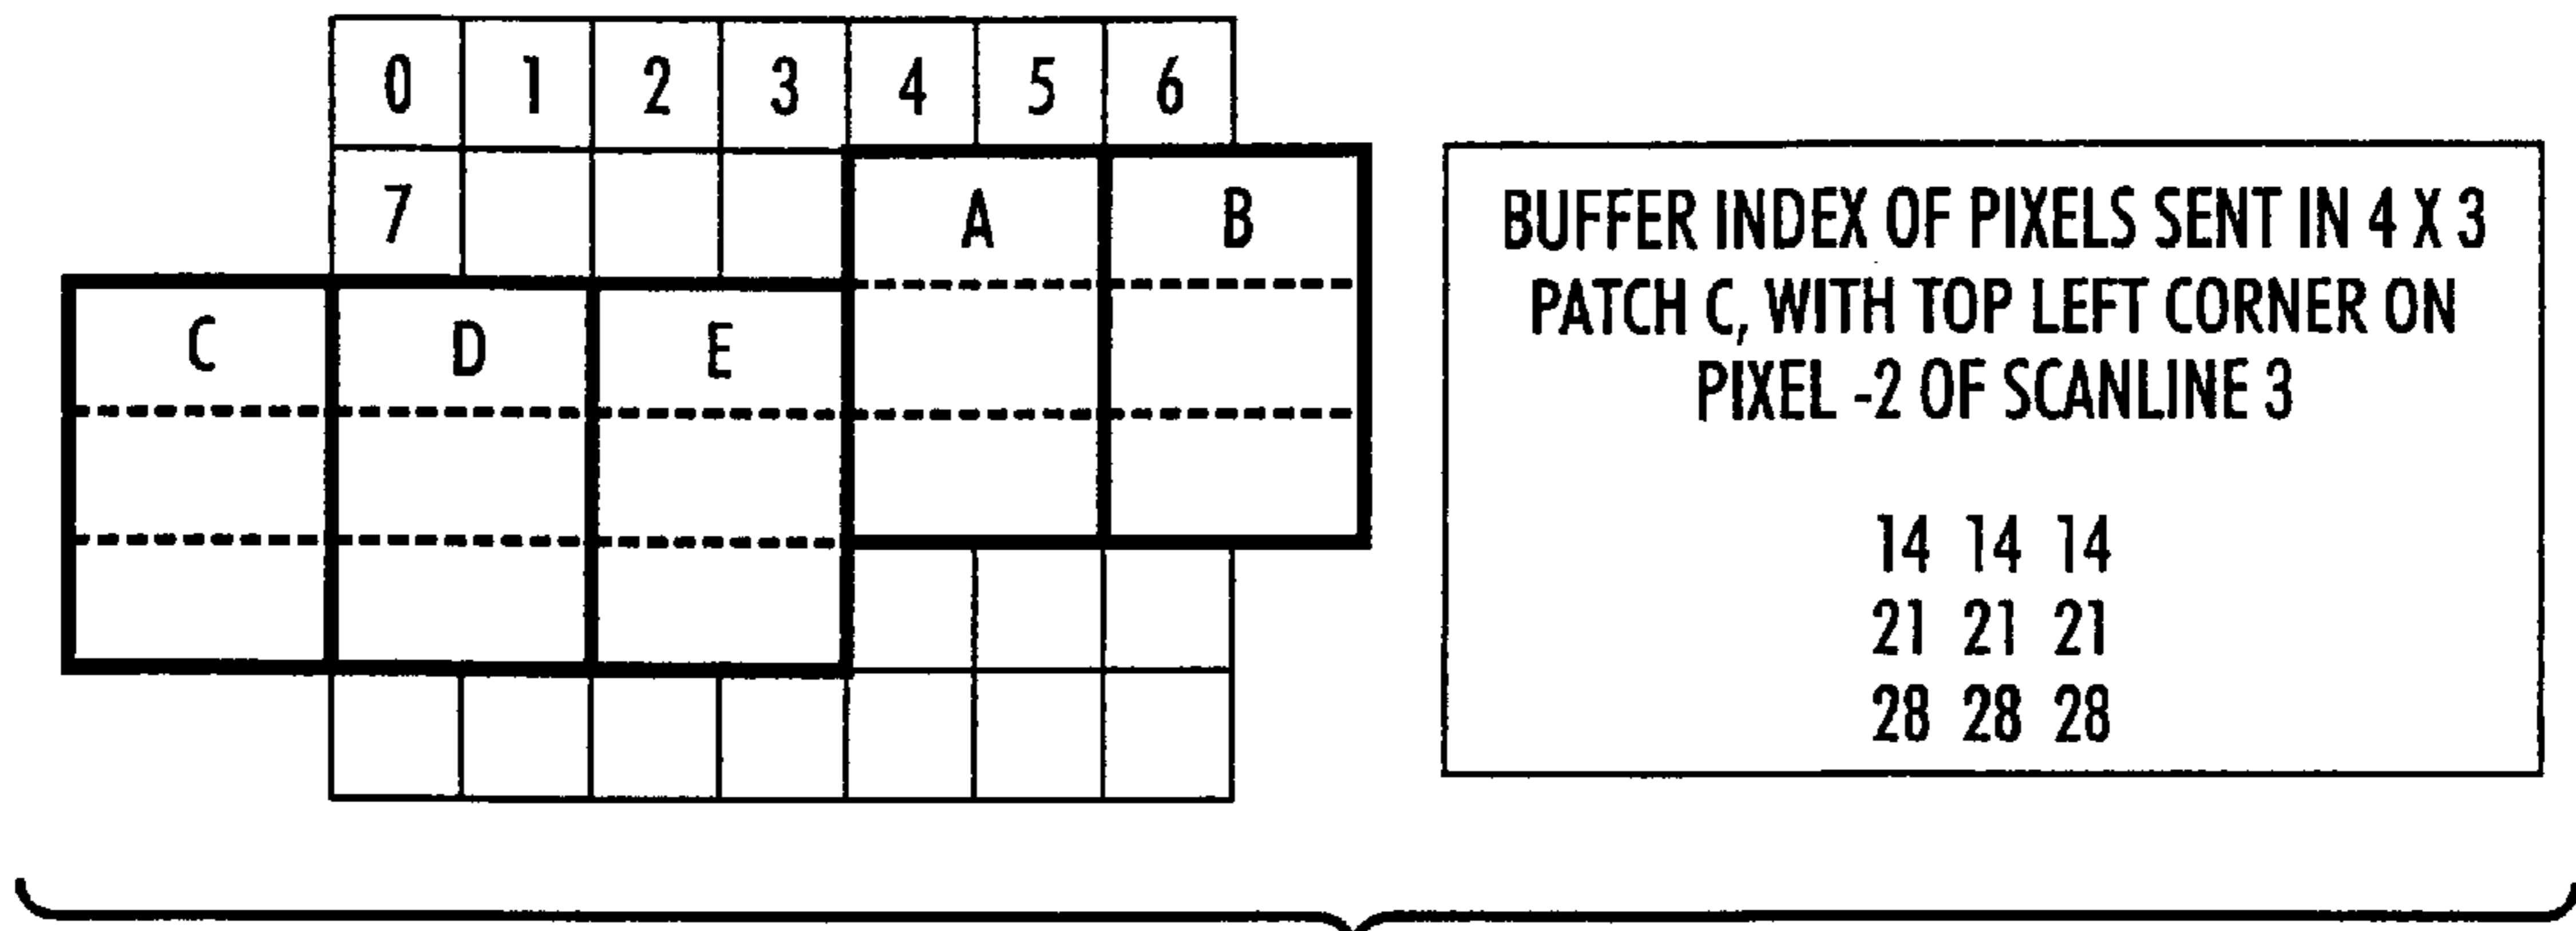 0 1 2 3 4 5 6
7 A B
C D E
BUFFER INDEX OF PIXELS SENT IN 4 X 3
PATCH C, WITH TOP LEFT CORNER ON
PIXEL -2 OF SCANLINE 3
14 14 14
21 21 21
28 28 28